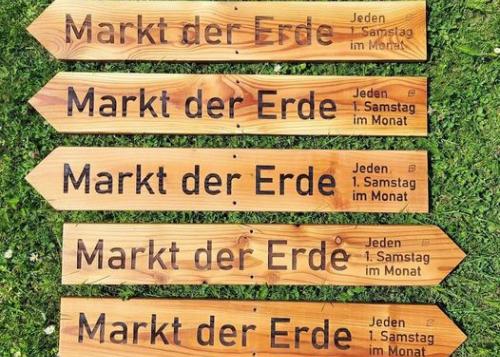 Markt der Erde
Jeden
1. Samstag
im Monat
Markt der Erde
Jeden
1. Samstag
im Monat
Markt der Erde
Jeden
1. Samstag
im Monat
Markt der Erde
Jeden
1. Samstag
im Monat
Markt der Erde
Jeden
1. Samstag
im Monat